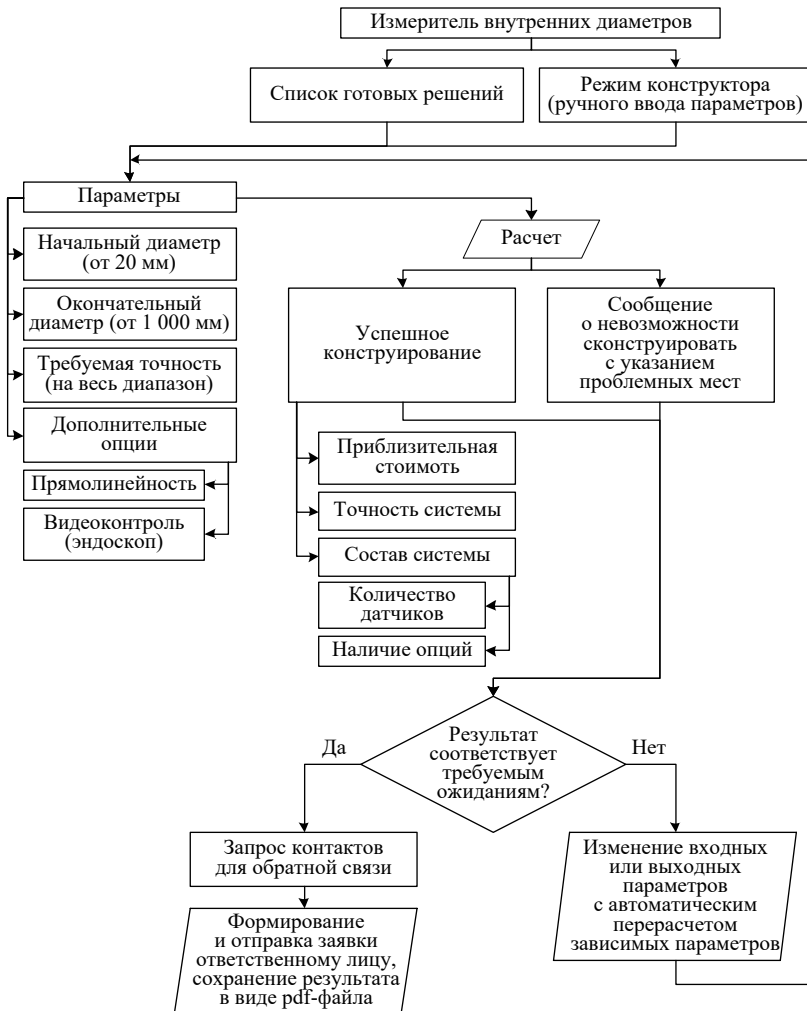 Измеритель внутренних диаметров
Список готовых решений
Режим конструктора
(ручного ввода параметров)
Параметры
Начальный диаметр
(от 20 мм)
Окончательный
диаметр (от 1 000 мм)
Требуемая точность
(на весь диапазон)
Дополнительные
опции
Прямолинейность
Видеоконтроль
(эндоскоп)
Расчет
Успешное
конструирование
Сообщение
о невозможности
сконструировать
с указанием
проблемных мест
Приблизительная
стоимоть
Точность системы
Состав системы
Количество
датчиков
Наличие опций
Результат
соответствует
требуемым
ожиданиям?
Да
Нет
Запрос контактов
для обратной связи
Формирование
и отправка заявки
ответственному лицу,
сохранение результата
в виде pdf-файла
Изменение входных
или выходных
параметров
с автоматическим
перерасчетом
зависимых параметров